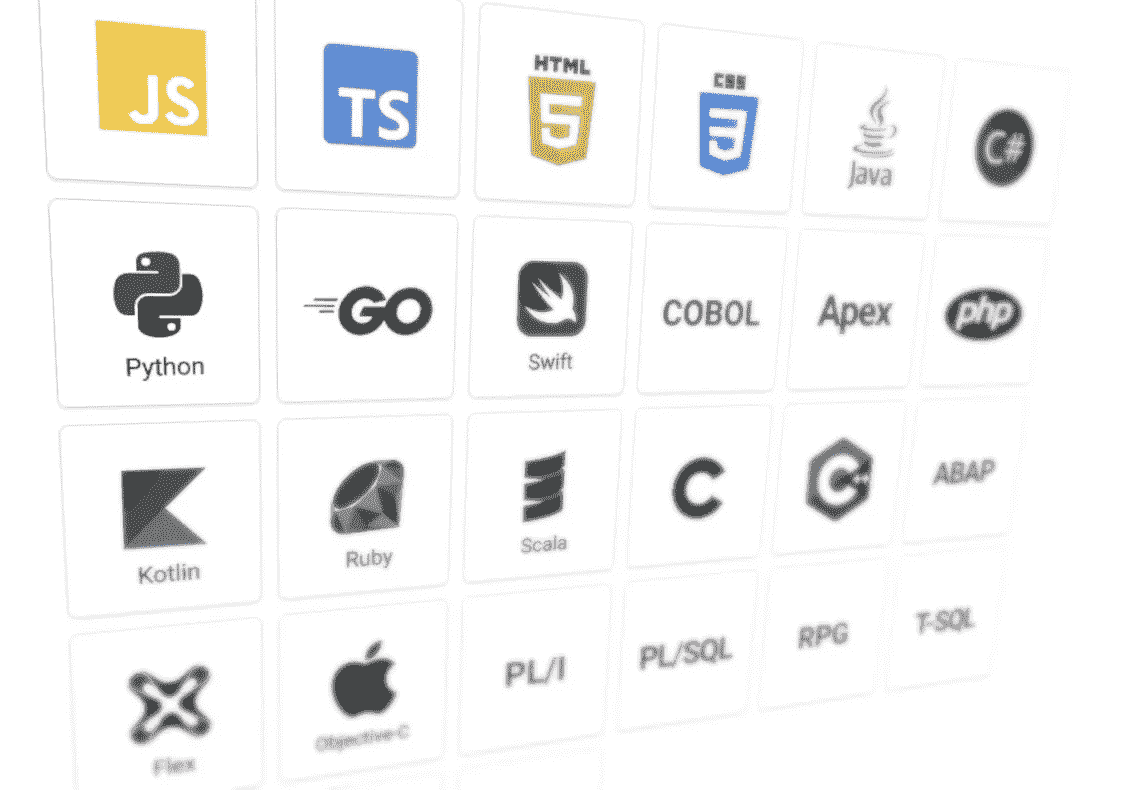 JS
TS
HTML
5
CSS
3
Java
C#
Python
GO
Swift
COBOL
Apex
php
Kotlin
Ruby
Scala
C
C++
ABAP
Flex
Objective-C
PL/I
PL/SQL
RPG
T-SQL